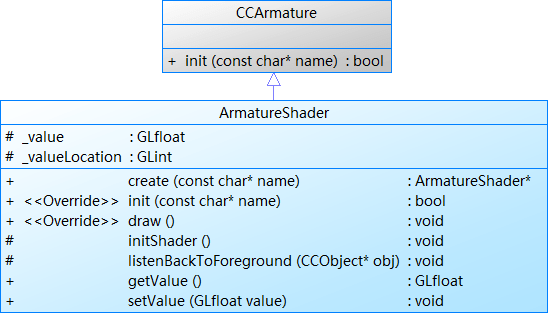 CCArmature
+ init (const char* name) : bool
ArmatureShader
# _value : GLfloat
# _valueLocation : GLint
+ create (const char* name) : ArmatureShader*
+ <<Override>> init (const char* name) : bool
+ <<Override>> draw () : void
# initShader () : void
# listenBackToForeground (CCObject* obj) : void
+ getValue () : GLfloat
+ setValue (GLfloat value) : void